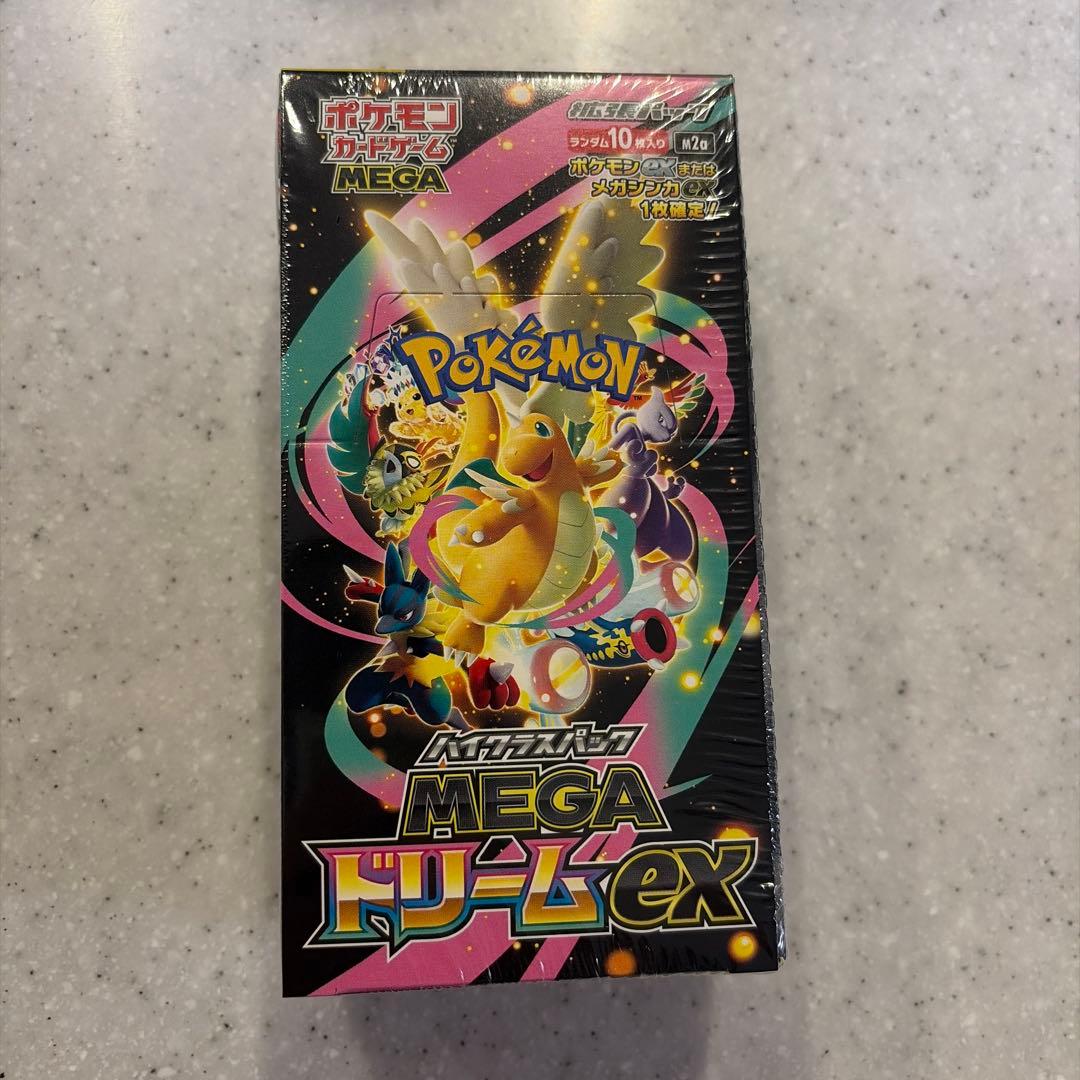 ポケモン
カードゲーム
MEGA
拡張パック
ランダム10枚入り M2a
ポケモンexまたは
メガシンカex
1枚確定!!
POKéMON
TM
ハイクラスパック
MEGA
ドリームex